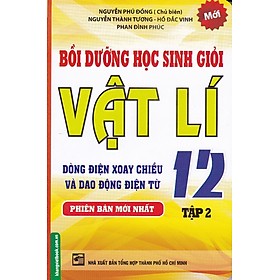 NGUYỄN PHÚ ĐỒNG (Chủ biên)
NGUYỄN THÀNH TƯƠNG - HỒ ĐẮC VINH
PHAN ĐÌNH PHÚC
Mới
BỒI DƯỠNG HỌC SINH GIỎI
VẬT LÍ
DÒNG ĐIỆN XOAY CHIỀU
VÀ DAO ĐỘNG ĐIỆN TỪ
12
PHIÊN BẢN MỚI NHẤT
TẬP 2
NHÀ XUẤT BẢN TỔNG HỢP THÀNH PHỐ HỒ CHÍ MINH